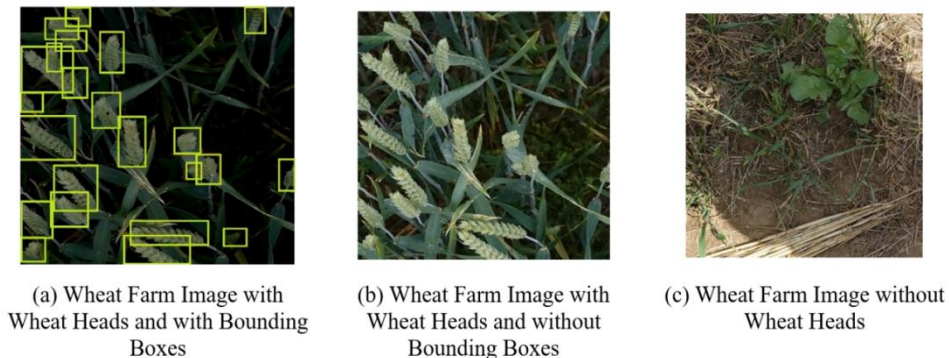 (a) Wheat Farm Image with
Wheat Heads and with Bounding
Boxes
(b) Wheat Farm Image with
Wheat Heads and without
Bounding Boxes
(c) Wheat Farm Image without
Wheat Heads